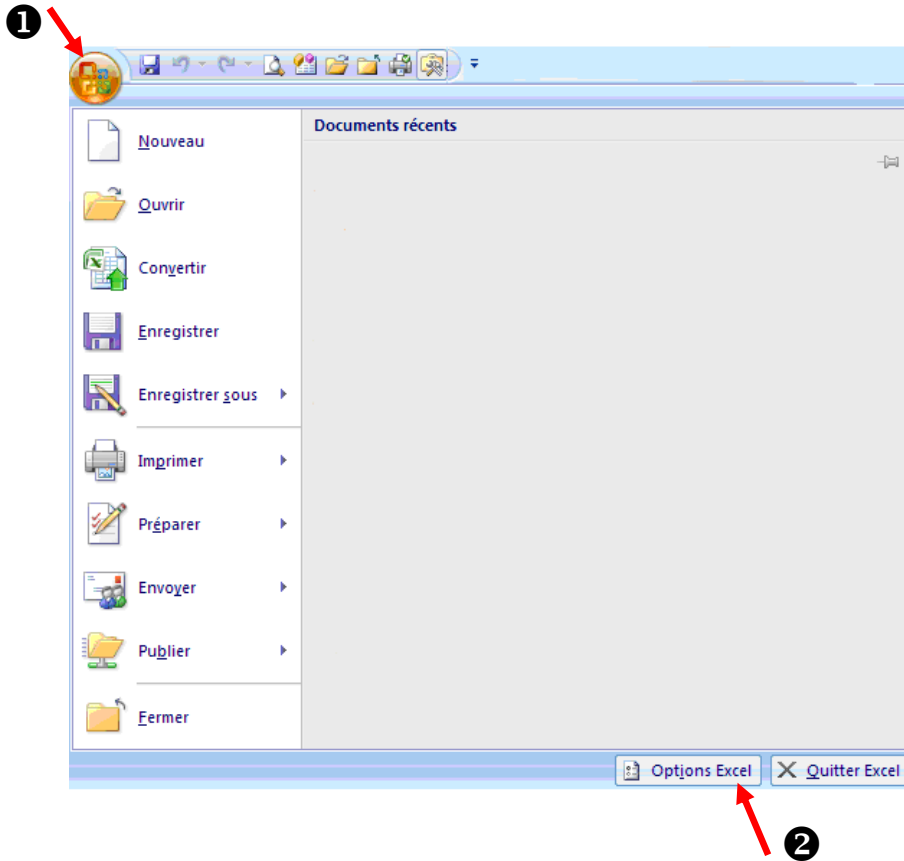 ❶
Documents récents
Nouveau
Ouvrir
Convertir
Enregistrer
Enregistrer sous
Imprimer
Préparer
Envoyer
Publier
Fermer
Options Excel
Quitter Excel
❷